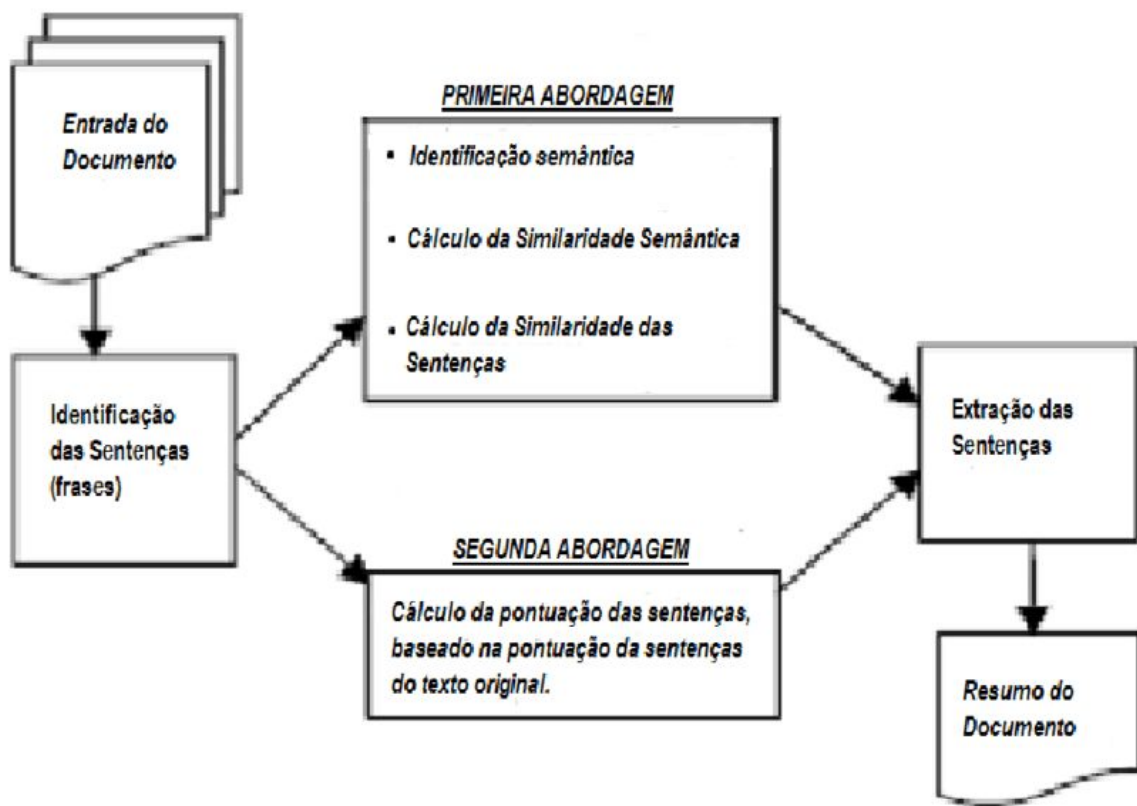 Entrada do
Documento
Identificação
das Sentenças
(frases)
PRIMEIRA ABORDAGEM
▪ Identificação semântica
▪ Cálculo da Similaridade Semântica
▪ Cálculo da Similaridade das
Sentenças
SEGUNDA ABORDAGEM
Cálculo da pontuação das sentenças,
baseado na pontuação da sentenças
do texto original.
Extração das
Sentenças
Resumo do
Documento